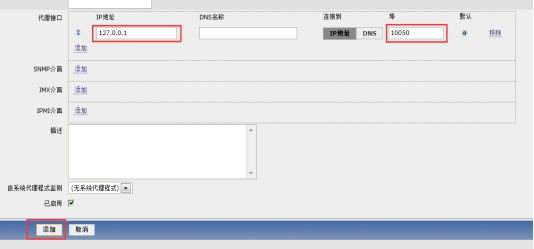 IP地址 DNS名称 连接到 埠 默认
代理接口 127.0.0.1 IP地址 DNS 10050 移除
添加
SNMP介面 添加
JMX介面 添加
IPMI介面 添加
描述
由系统代理程式监测 (无系统代理程式)
已启用
添加 取消